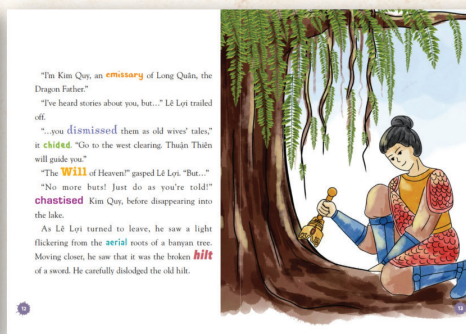 "I'm Kim Quy, an emissary of Long Quân, the
Dragon Father."
"I've heard stories about you, but…" Lê Lợi trailed
off.
"…you dismissed them as old wives' tales,"
it chided. "Go to the west clearing. Thuận Thiên
will guide you."
"The Will of Heaven!" gasped Lê Lợi. "But…"
"No more buts! Just do as you're told!"
chastised Kim Quy, before disappearing into
the lake.
As Lê Lợi turned to leave, he saw a light
flickering from the aerial roots of a banyan tree.
Moving closer, he saw that it was the broken hilt
of a sword. He carefully dislodged the old hilt.
12